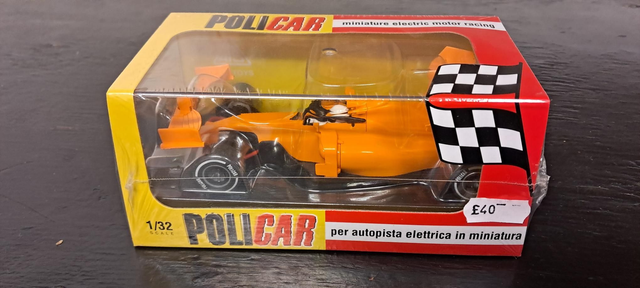 POLICAR
miniature electric motor racing
1/32
SCALE
POLICAR
per autopista elettrica in miniatura
£40